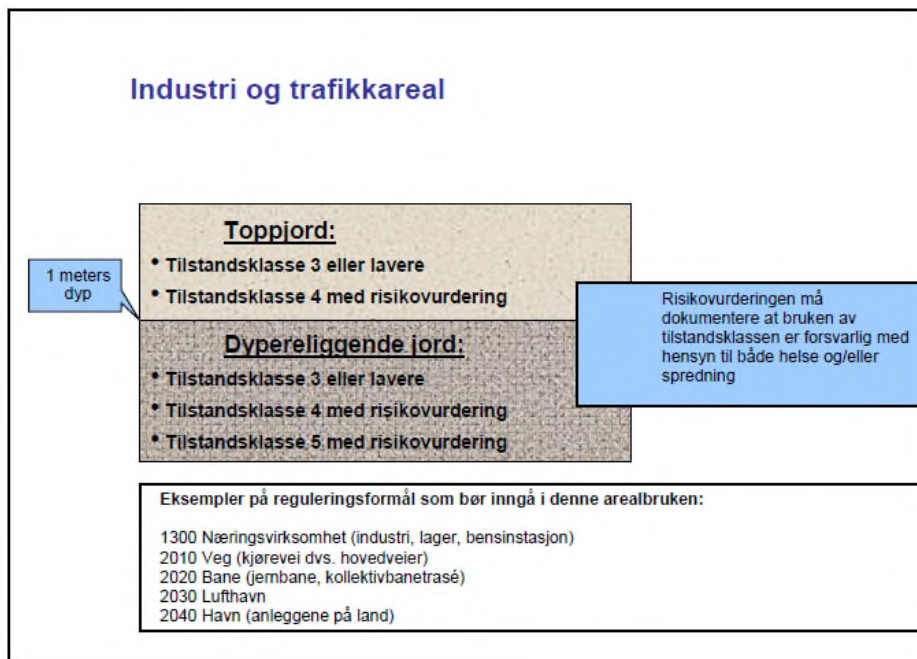 Industri og trafikkareal
Toppjord:
• Tilstandsklasse 3 eller lavere
• Tilstandsklasse 4 med risikovurdering
1 meters
dyp
Dypereliggende jord:
• Tilstandsklasse 3 eller lavere
• Tilstandsklasse 4 med risikovurdering
• Tilstandsklasse 5 med risikovurdering
Risikovurderingen må
dokumentere at bruken av
tilstandsklassen er forsvarlig med
hensyn til både helse og/eller
spredning
Eksempler på reguleringsformål som bør inngå i denne arealbruken:
1300 Næringsvirksomhet (industri, lager, bensinstasjon)
2010 Veg (kjørevei dvs. hovedveier)
2020 Bane (jernbane, kollektivbanetrasé)
2030 Lufthavn
2040 Havn (anleggene på land)